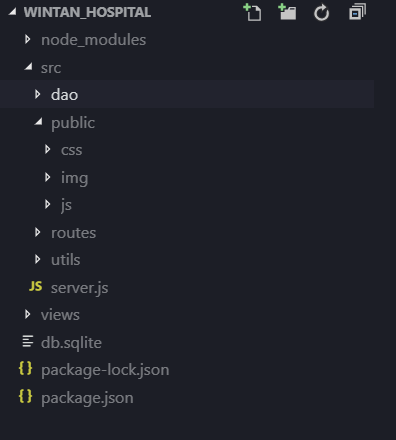 WINTAN_HOSPITAL
node_modules
src
dao
public
css
img
js
routes
utils
JS server.js
views
db.sqlite
{} package-lock.json
{} package.json